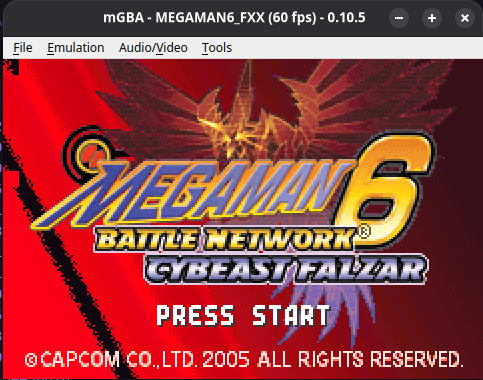 mGBA - MEGAMAN6_FXX (60 fps) - 0.10.5
File Emulation Audio/Video Tools
MEGAMAN 6
BATTLE NETWORK®
CYBEAST FALZAR
PRESS START
©CAPCOM CO.,LTD. 2005 ALL RIGHTS RESERVED.